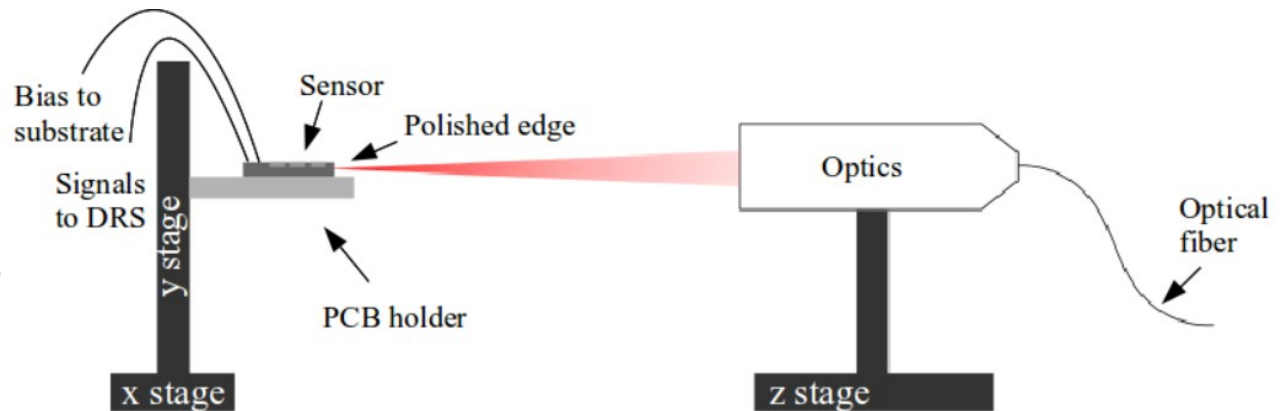 Bias to
substrate
Signals
to DRS
y stage
x stage
Sensor
Polished edge
PCB holder
Optics
z stage
Optical
fiber